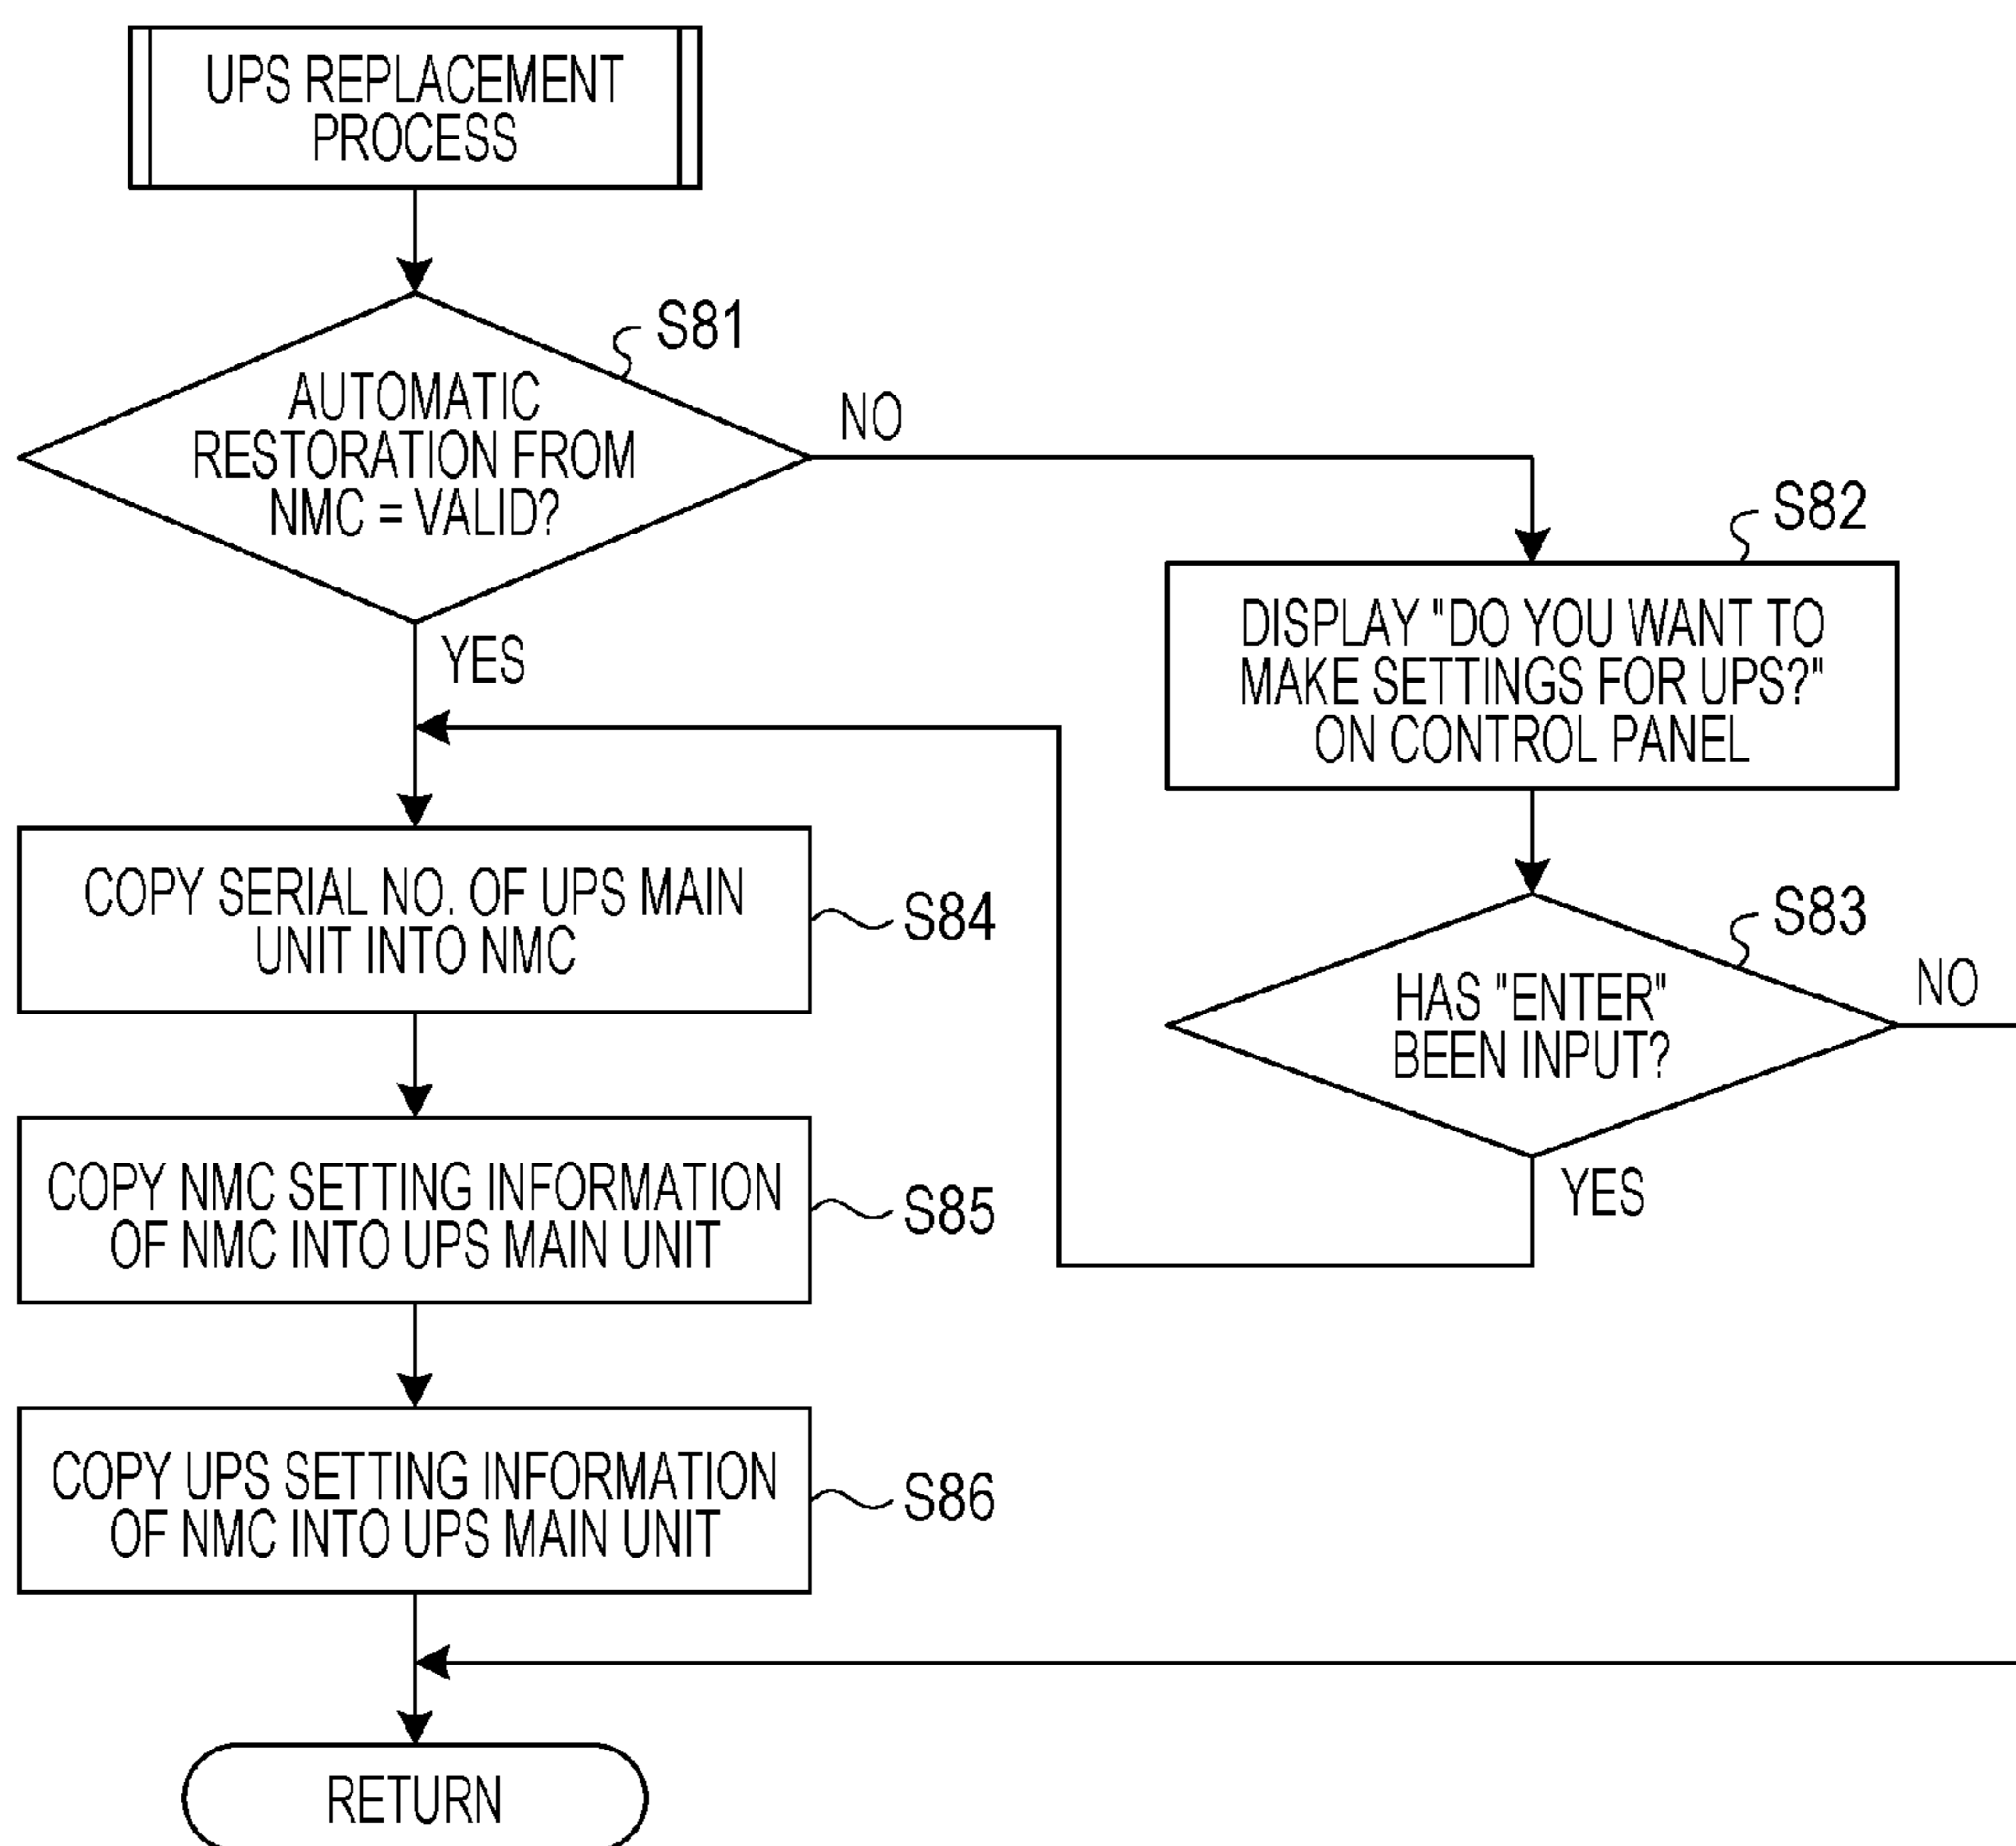 UPS REPLACEMENT
PROCESS
S81
AUTOMATIC
RESTORATION FROM
NMC = VALID?
NO
YES
S82
DISPLAY "DO YOU WANT TO
MAKE SETTINGS FOR UPS?"
ON CONTROL PANEL
S83
HAS "ENTER"
BEEN INPUT?
NO
YES
COPY SERIAL NO. OF UPS MAIN
UNIT INTO NMC
S84
COPY NMC SETTING INFORMATION
OF NMC INTO UPS MAIN UNIT
S85
COPY UPS SETTING INFORMATION
OF NMC INTO UPS MAIN UNIT
S86
RETURN